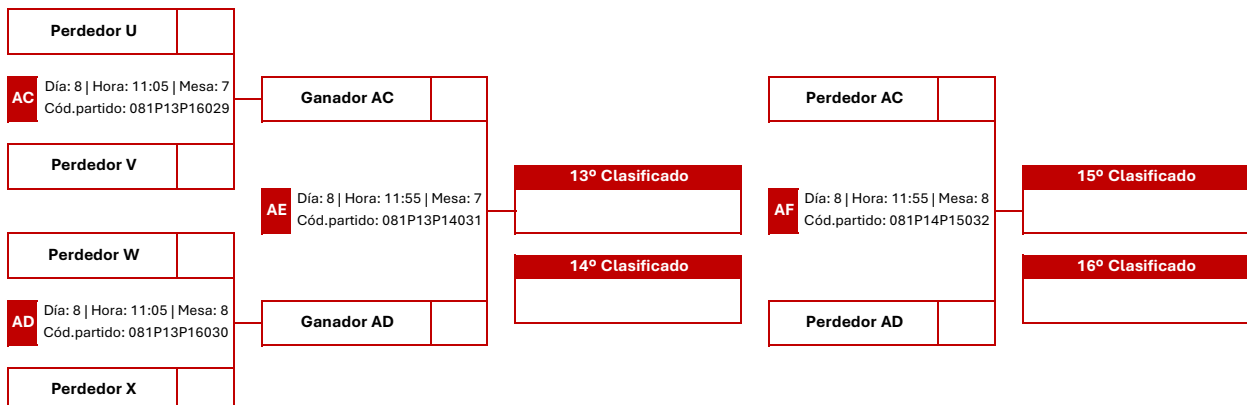 Perdedor U
AC
Día: 8 | Hora: 11:05 | Mesa: 7
Cód.partido: 081P13P16029
Perdedor V
Ganador AC
AE
Día: 8 | Hora: 11:55 | Mesa: 7
Cód.partido: 081P13P14031
Perdedor W
AD
Día: 8 | Hora: 11:05 | Mesa: 8
Cód.partido: 081P13P16030
Perdedor X
Ganador AD
13º Clasificado
14º Clasificado
Perdedor AC
AF
Día: 8 | Hora: 11:55 | Mesa: 8
Cód.partido: 081P14P15032
Perdedor AD
15º Clasificado
16º Clasificado